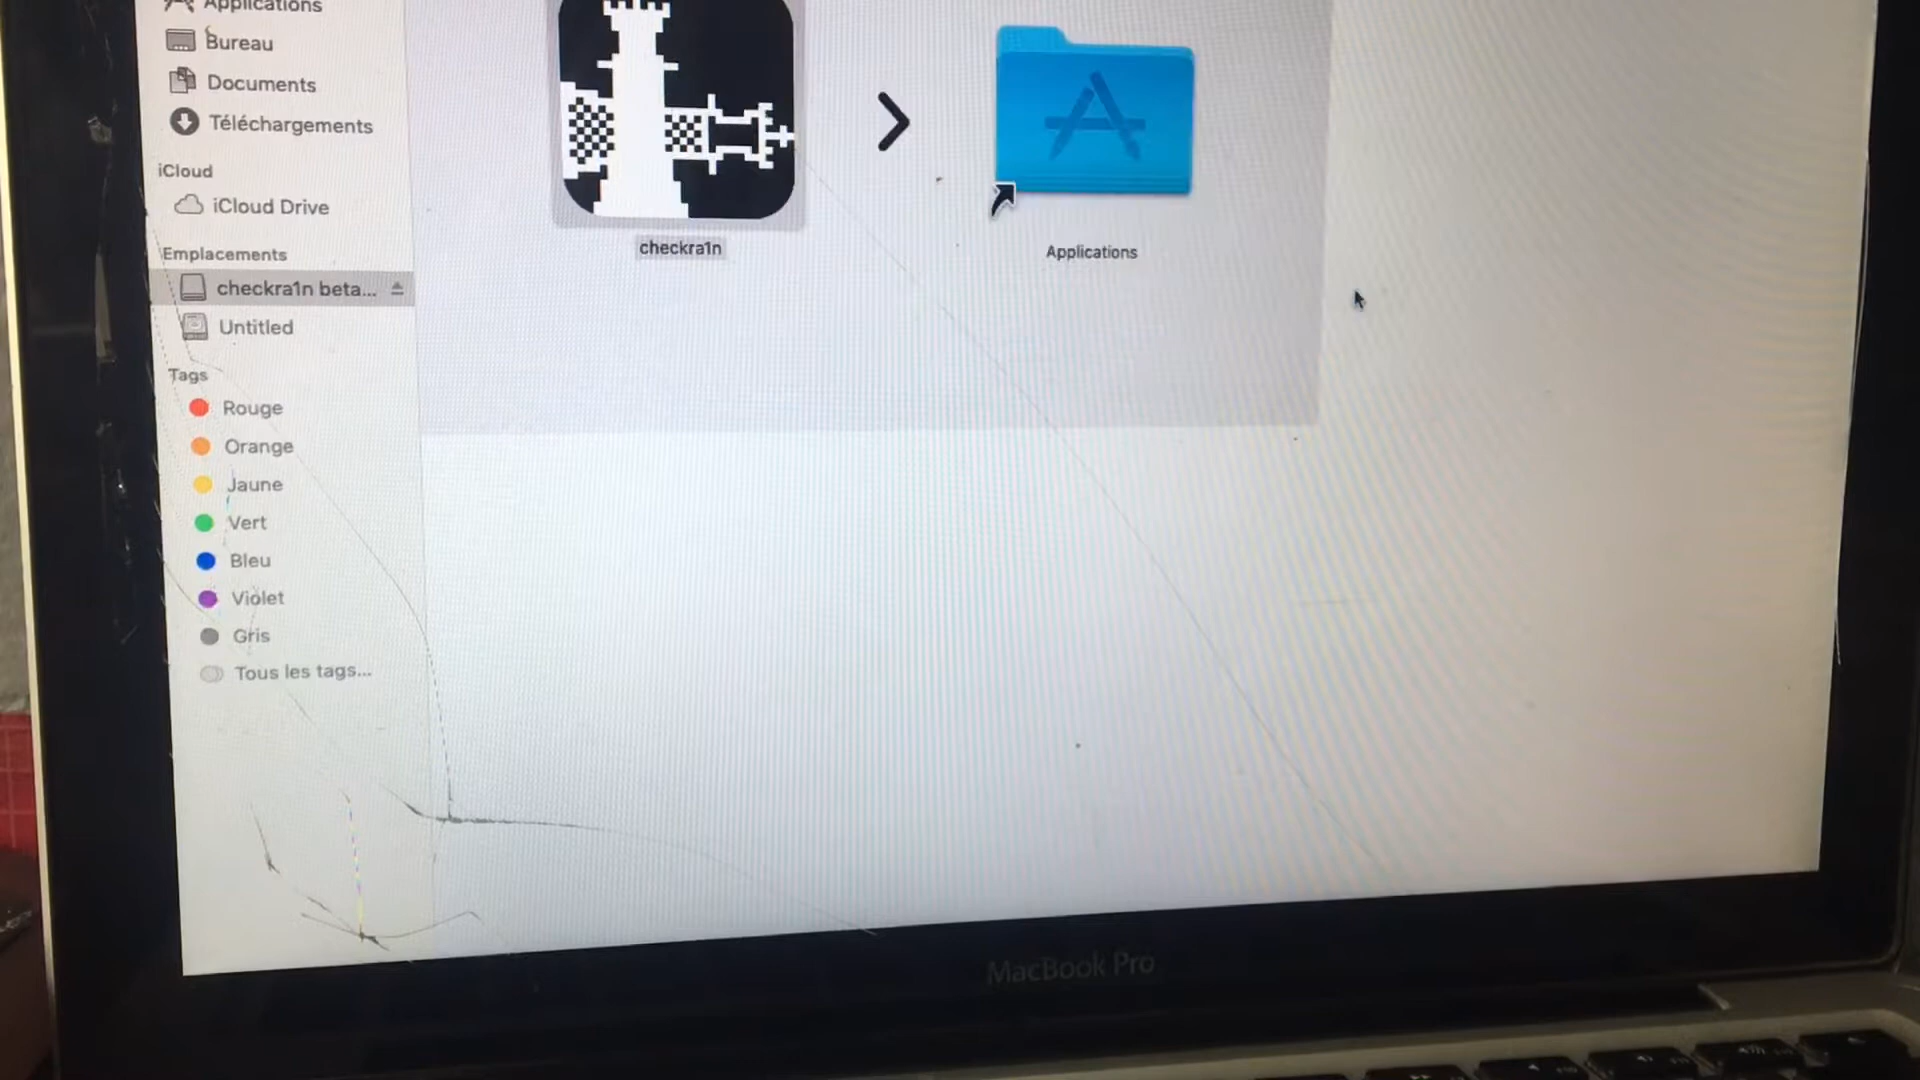 Applications
Bureau
Documents
Téléchargements
iCloud
iCloud Drive
Emplacements
checkra1n beta...
Untitled
Tags
Rouge
Orange
Jaune
Vert
Bleu
Violet
Gris
Tous les tags...
checkra1n
Applications
MacBook Pro